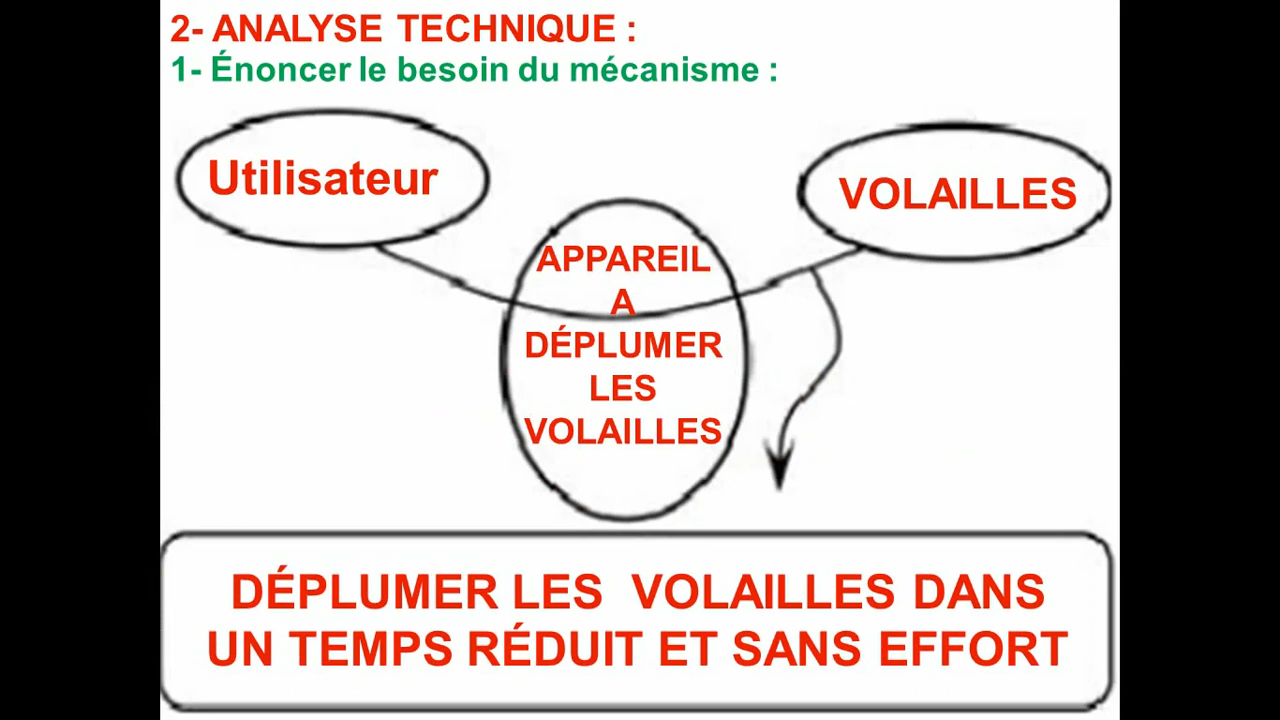 2- ANALYSE TECHNIQUE :
1- Énoncer le besoin du mécanisme :
Utilisateur
VOLAILLES
APPAREIL
A
DÉPLUMER
LES
VOLAILLES
DÉPLUMER LES VOLAILLES DANS
UN TEMPS RÉDUIT ET SANS EFFORT